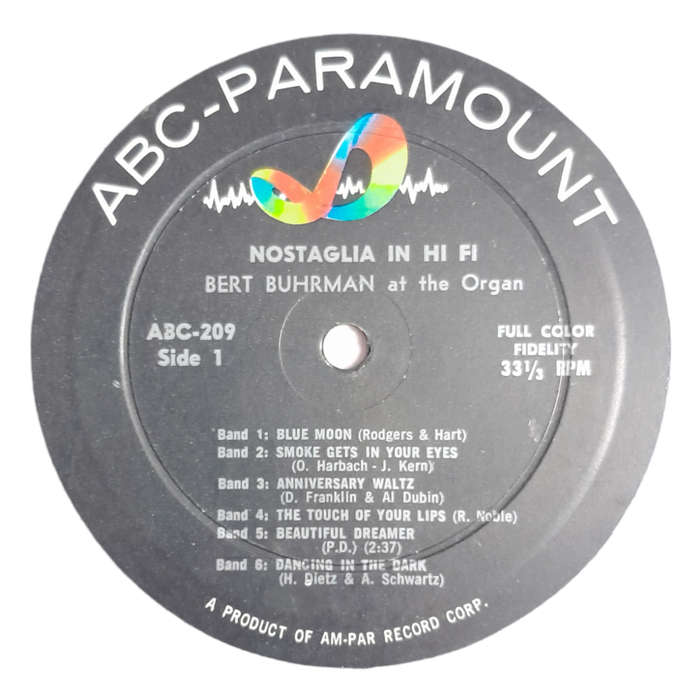 ABC-PARAMOUNT
NOSTAGLIA IN HI FI
BERT BUHRMAN at the Organ
ABC-209
Side 1
FULL COLOR
FIDELITY
33⅓ RPM
Band 1: BLUE MOON (Rodgers & Hart)
Band 2: SMOKE GETS IN YOUR EYES
(O. Harbach - J. Kern)
Band 3: ANNIVERSARY WALTZ
(D. Franklin & Al Dubin)
Band 4: THE TOUCH OF YOUR LIPS (R. Noble)
Band 5: BEAUTIFUL DREAMER
(P.D.) (2:37)
Band 6: DANCING IN THE DARK
(H. Dietz & A. Schwartz)
A PRODUCT OF AM-PAR RECORD CORP.